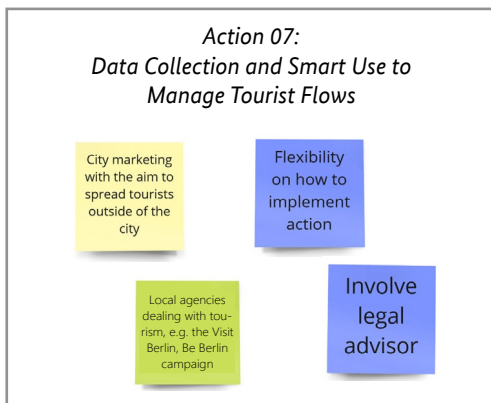 Action 07:
Data Collection and Smart Use to
Manage Tourist Flows
City marketing
with the aim to
spread tourists
outside of the
city
Flexibility
on how to
implement
action
Local agencies
dealing with tou-
rism, e.g. the Visit
Berlin, Be Berlin
campaign
Involve
legal
advisor